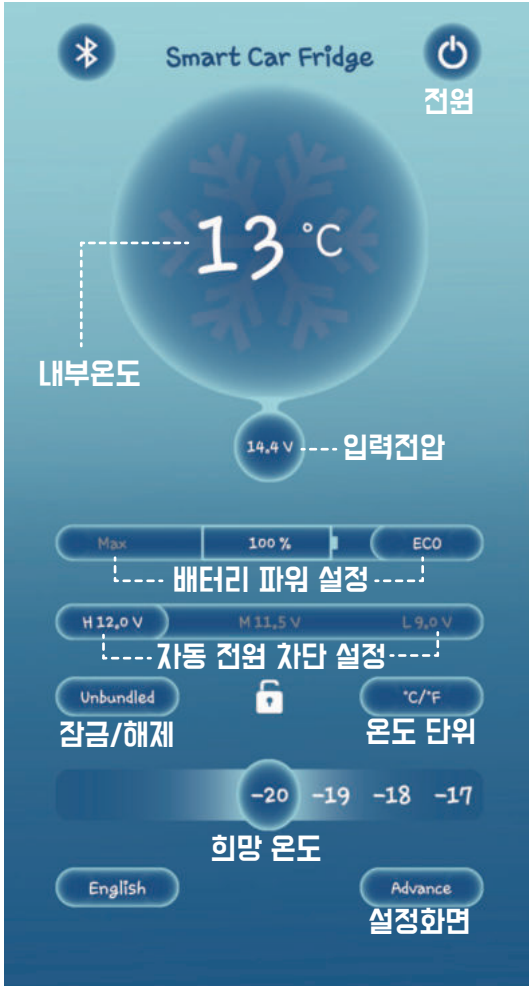 Smart Car Fridge
전원
13 °C
내부온도
14.4 V
입력전압
Max 100 % ECO
배터리 파워 설정
H 12.0 V M 11.5 V L 9.0 V
자동 전원 차단 설정
Unbundled °C/°F
잠금/해제 온도 단위
-20 -19 -18 -17
희망 온도
English Advance
설정화면